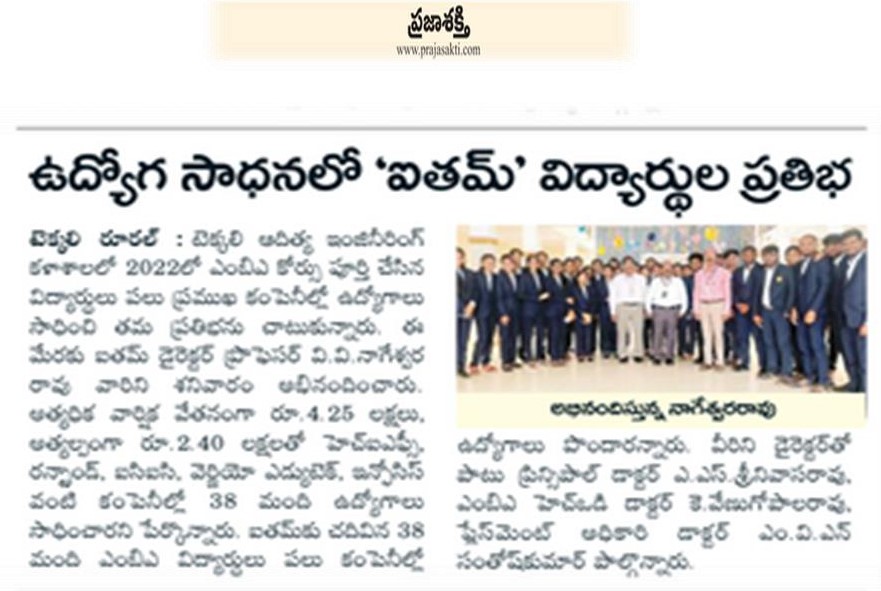 ప్రజాశక్తి
www.prajasakti.com
ఉద్యోగ సాధనలో 'ఐతమ్' విద్యార్థుల ప్రతిభ
టెక్కలి రూరల్ : టెక్కలి ఆదిత్య ఇంజినీరింగ్
కళాశాలలో 2022లో ఎంబిఎ కోర్సు పూర్తి చేసిన
విద్యార్థులు పలు ప్రముఖ కంపెనీల్లో ఉద్యోగాలు
సాధించి తమ ప్రతిభను చాటుకున్నారు. ఈ
మేరకు ఐతమ్ డైరెక్టర్ ప్రొఫెసర్ వి.వి.నాగేశ్వర
రావు వారిని శనివారం అభినందించారు.
అత్యధిక వార్షిక వేతనంగా రూ.4.25 లక్షలు,
అత్యల్పంగా రూ.2.40 లక్షలతో హెచ్ఐఎఫ్సీ,
రన్టాండ్, ఐసిఐసి, వెర్జియో ఎడ్యుటెక్, ఇన్ఫోసిస్
వంటి కంపెనీల్లో 38 మంది ఉద్యోగాలు
సాధించారని పేర్కొన్నారు. ఐతమ్‌కు చదివిన 38
మంది ఎంబిఎ విద్యార్థులు పలు కంపెనీల్లో
అభినందిస్తున్న నాగేశ్వరరావు
ఉద్యోగాలు పొందారన్నారు. వీరిని డైరెక్టర్‌తో
పాటు ప్రిన్సిపాల్ డాక్టర్ ఎ.ఎస్.శ్రీనివాసరావు,
ఎంబిఎ హెచ్ఒడి డాక్టర్ కె.వేణుగోపాలరావు,
ప్లేస్‌మెంట్ అధికారి డాక్టర్ ఎం.వి.ఎన్
సంతోష్‌కుమార్ పాల్గొన్నారు.